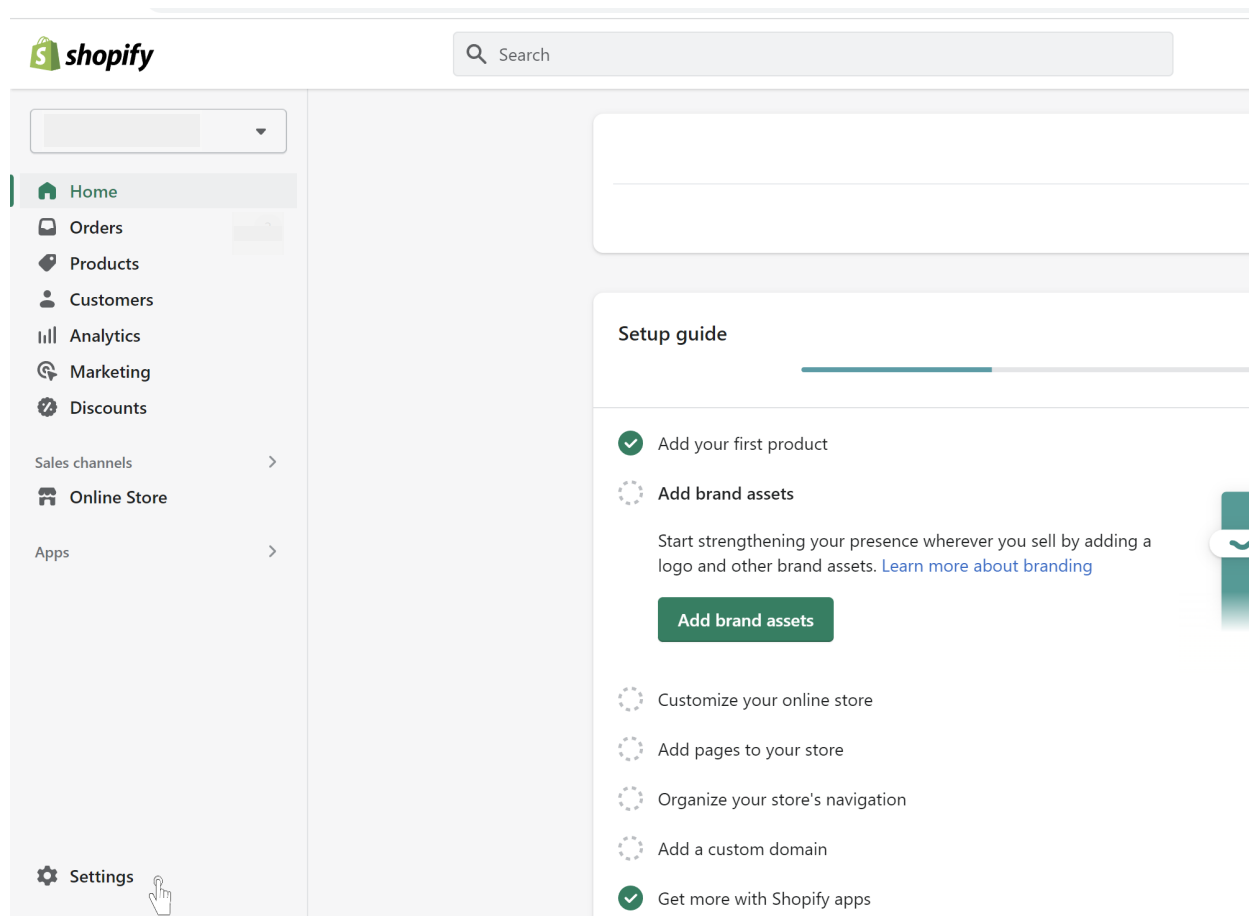 shopify
Search
Home
Orders
Products
Customers
Analytics
Marketing
Discounts
Sales channels
Online Store
Apps
Settings
Setup guide
Add your first product
Add brand assets
Start strengthening your presence wherever you sell by adding a
logo and other brand assets. Learn more about branding
Add brand assets
Customize your online store
Add pages to your store
Organize your store's navigation
Add a custom domain
Get more with Shopify apps